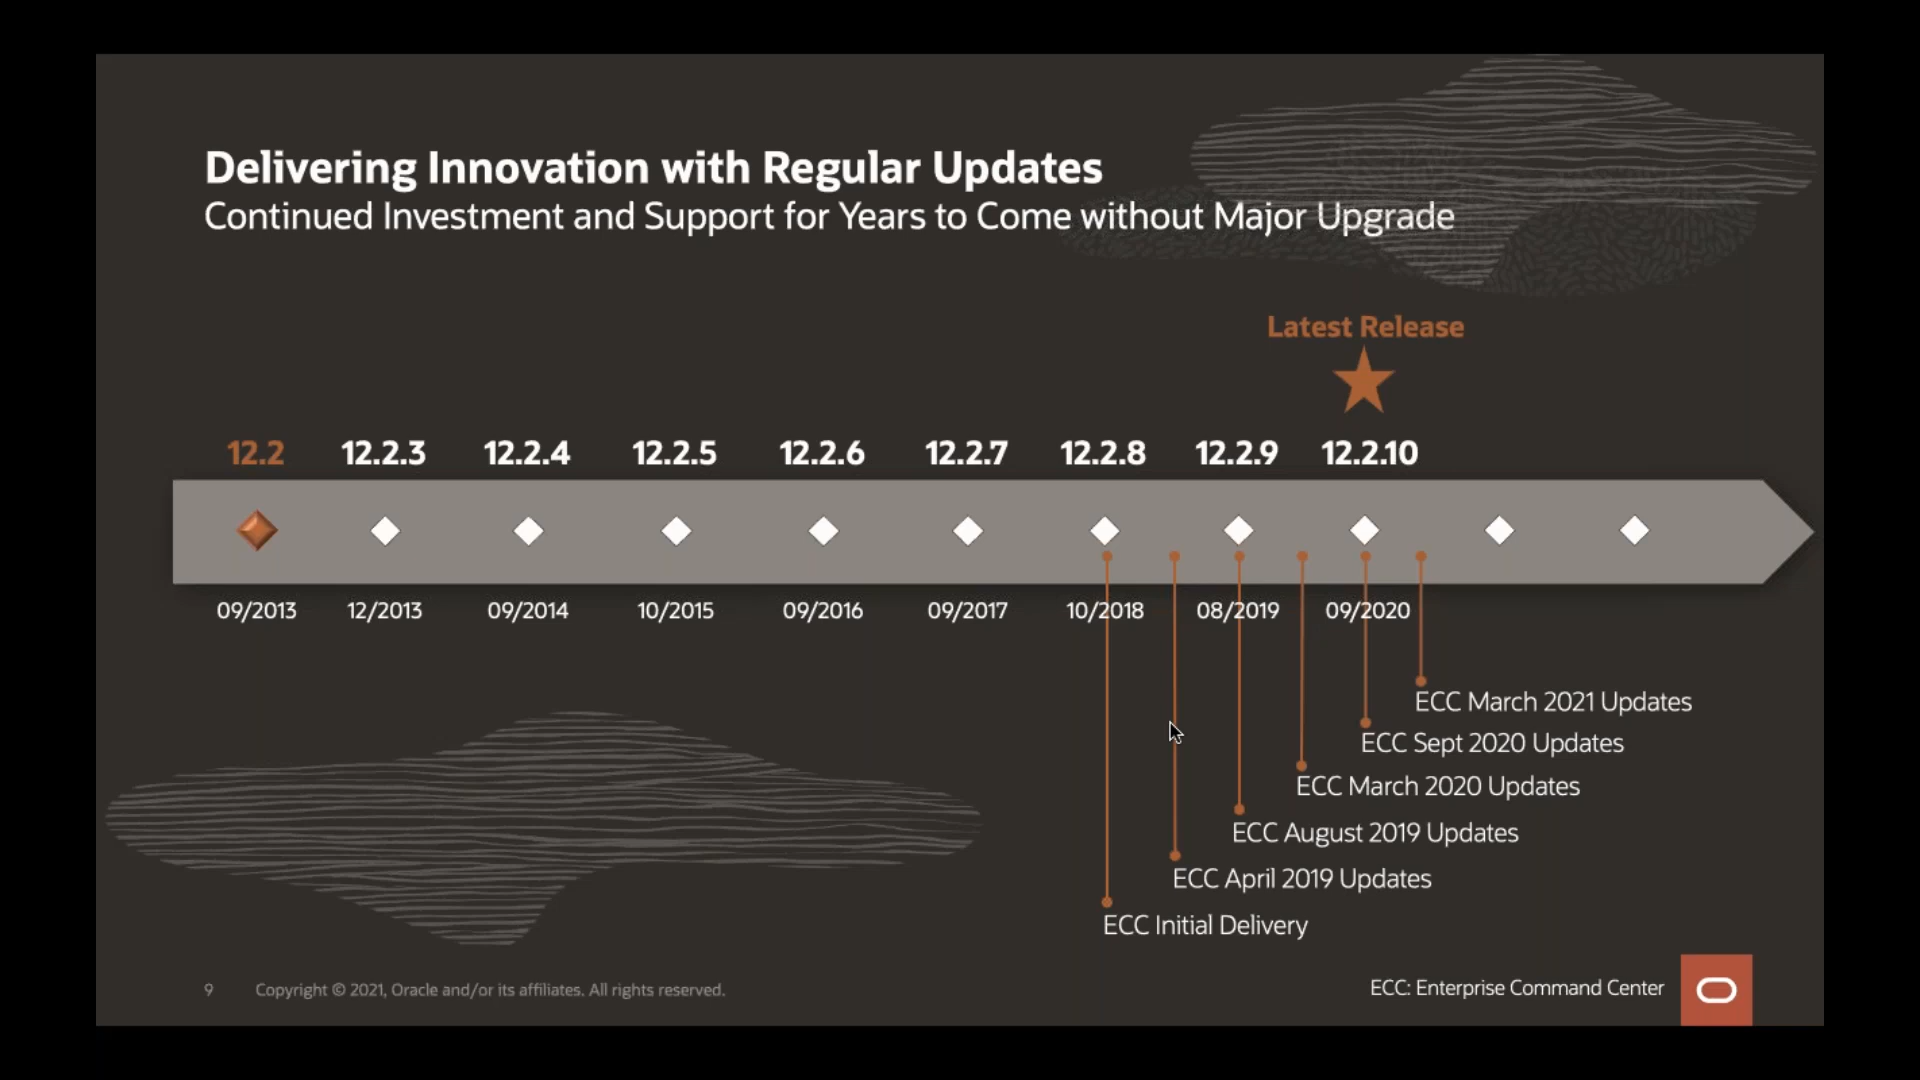 Delivering Innovation with Regular Updates
Continued Investment and Support for Years to Come without Major Upgrade
Latest Release
12.2 12.2.3 12.2.4 12.2.5 12.2.6 12.2.7 12.2.8 12.2.9 12.2.10
09/2013 12/2013 09/2014 10/2015 09/2016 09/2017 10/2018 08/2019 09/2020
ECC March 2021 Updates
ECC Sept 2020 Updates
ECC March 2020 Updates
ECC August 2019 Updates
ECC April 2019 Updates
ECC Initial Delivery
9 Copyright © 2021, Oracle and/or its affiliates. All rights reserved.
ECC: Enterprise Command Center